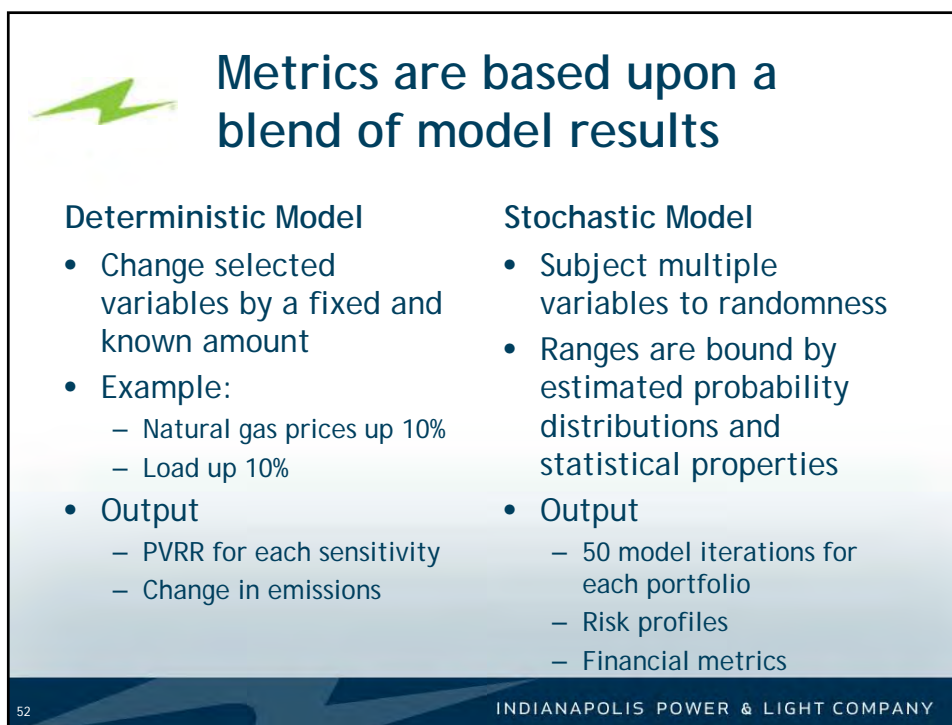 Metrics are based upon a
blend of model results
Deterministic Model
• Change selected
variables by a fixed and
known amount
• Example:
– Natural gas prices up 10%
– Load up 10%
• Output
– PVRR for each sensitivity
– Change in emissions
Stochastic Model
• Subject multiple
variables to randomness
• Ranges are bound by
estimated probability
distributions and
statistical properties
• Output
– 50 model iterations for
each portfolio
– Risk profiles
– Financial metrics
52
INDIANAPOLIS POWER & LIGHT COMPANY